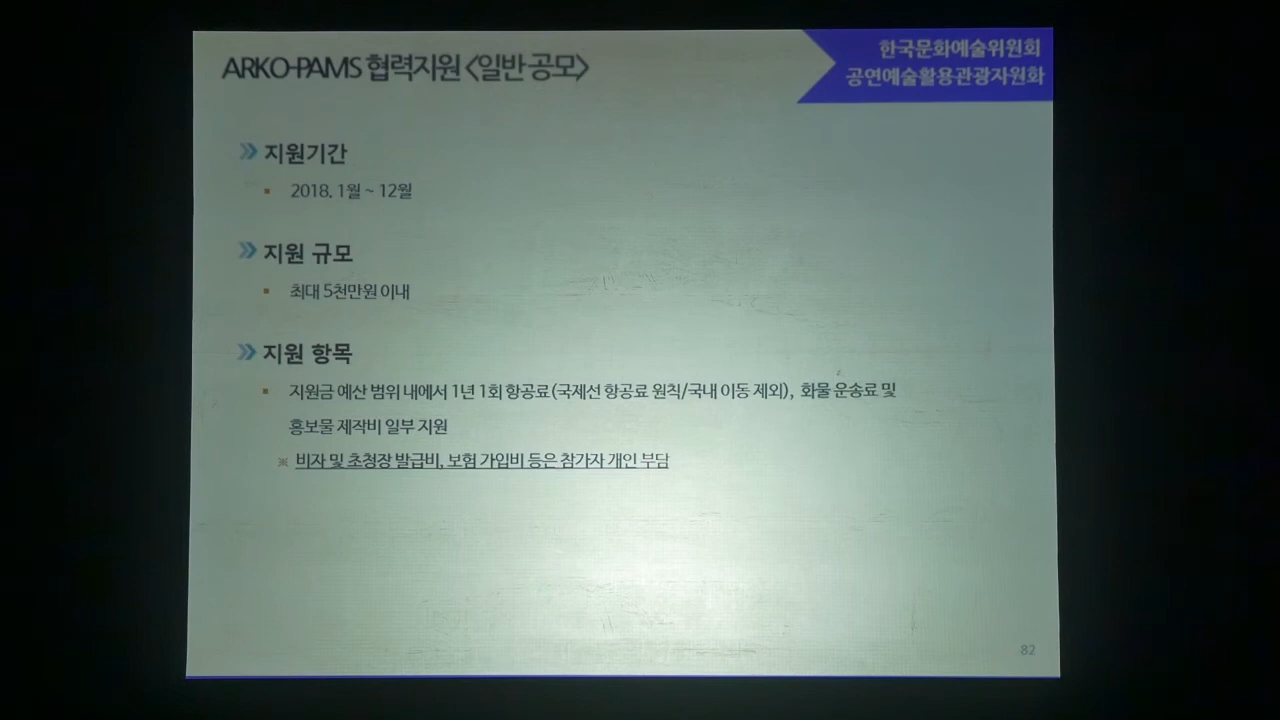 ARKO-PAMS 협력지원 <일반 공모>
한국문화예술위원회
공연예술활용관광자원화
지원기간
2018. 1월 ~ 12월
지원 규모
최대 5천만원 이내
지원 항목
지원금 예산 범위 내에서 1년 1회 항공료(국제선 항공료 원칙/국내 이동 제외), 화물 운송료 및
홍보물 제작비 일부 지원
※ 비자 및 초청장 발급비, 보험 가입비 등은 참가자 개인 부담
82